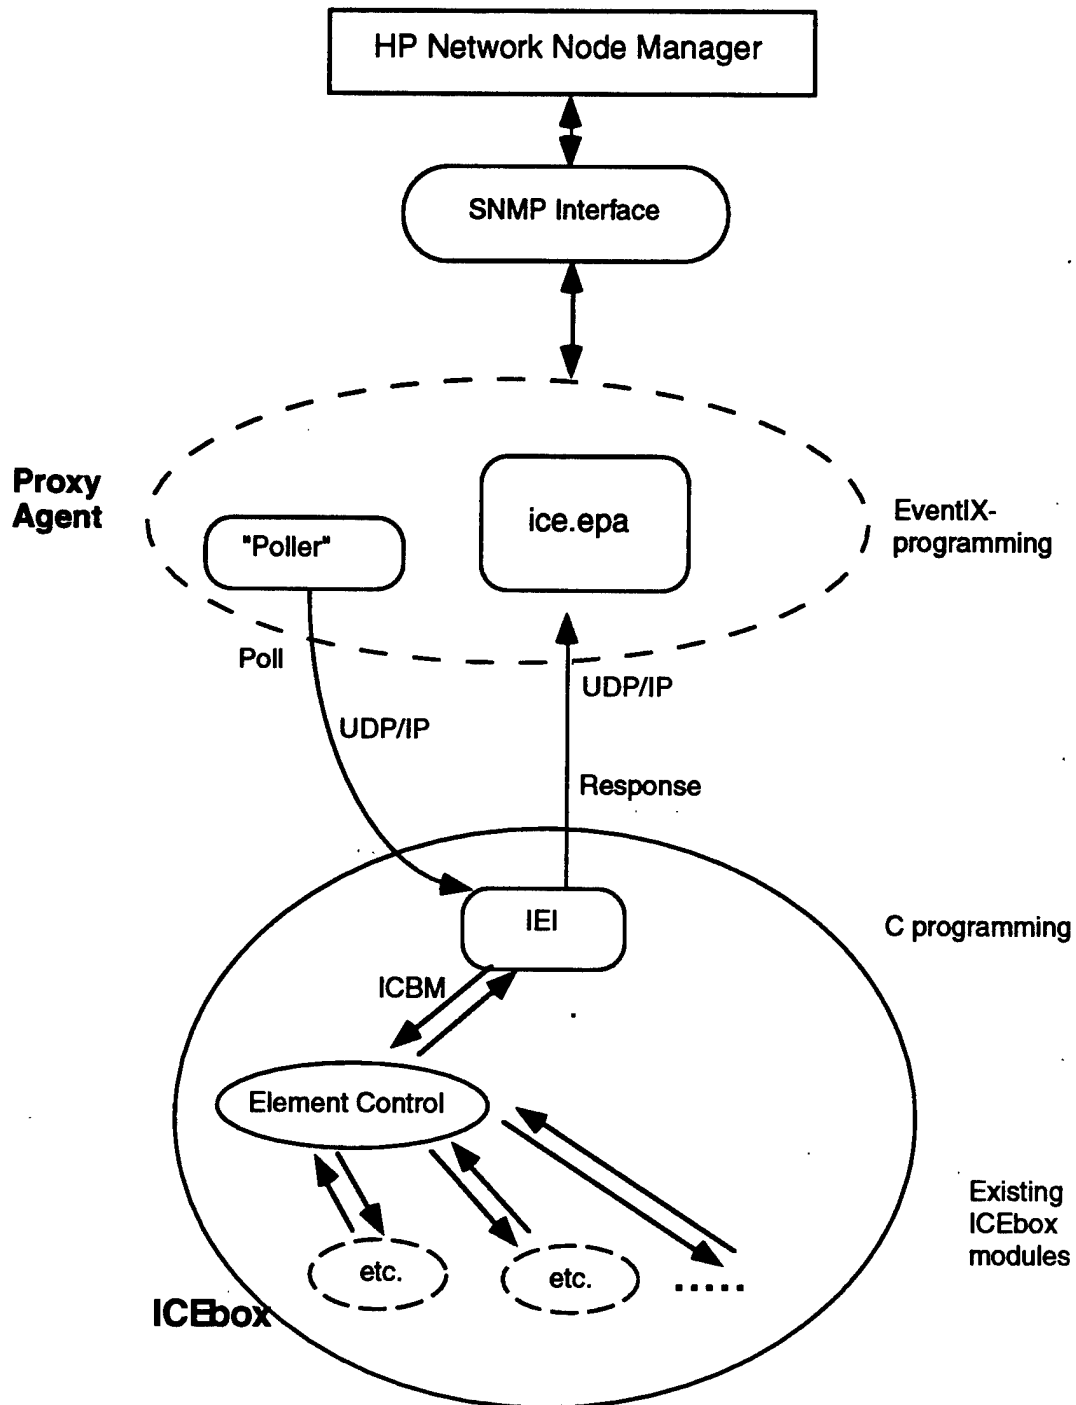 HP Network Node Manager
SNMP Interface
Proxy
Agent
"Poller"
ice.epa
EventIX-
programming
Poll
UDP/IP
UDP/IP
Response
IEI
C programming
ICBM
Element Control
Existing
ICEbox
modules
etc.
etc.
.....
ICEbox